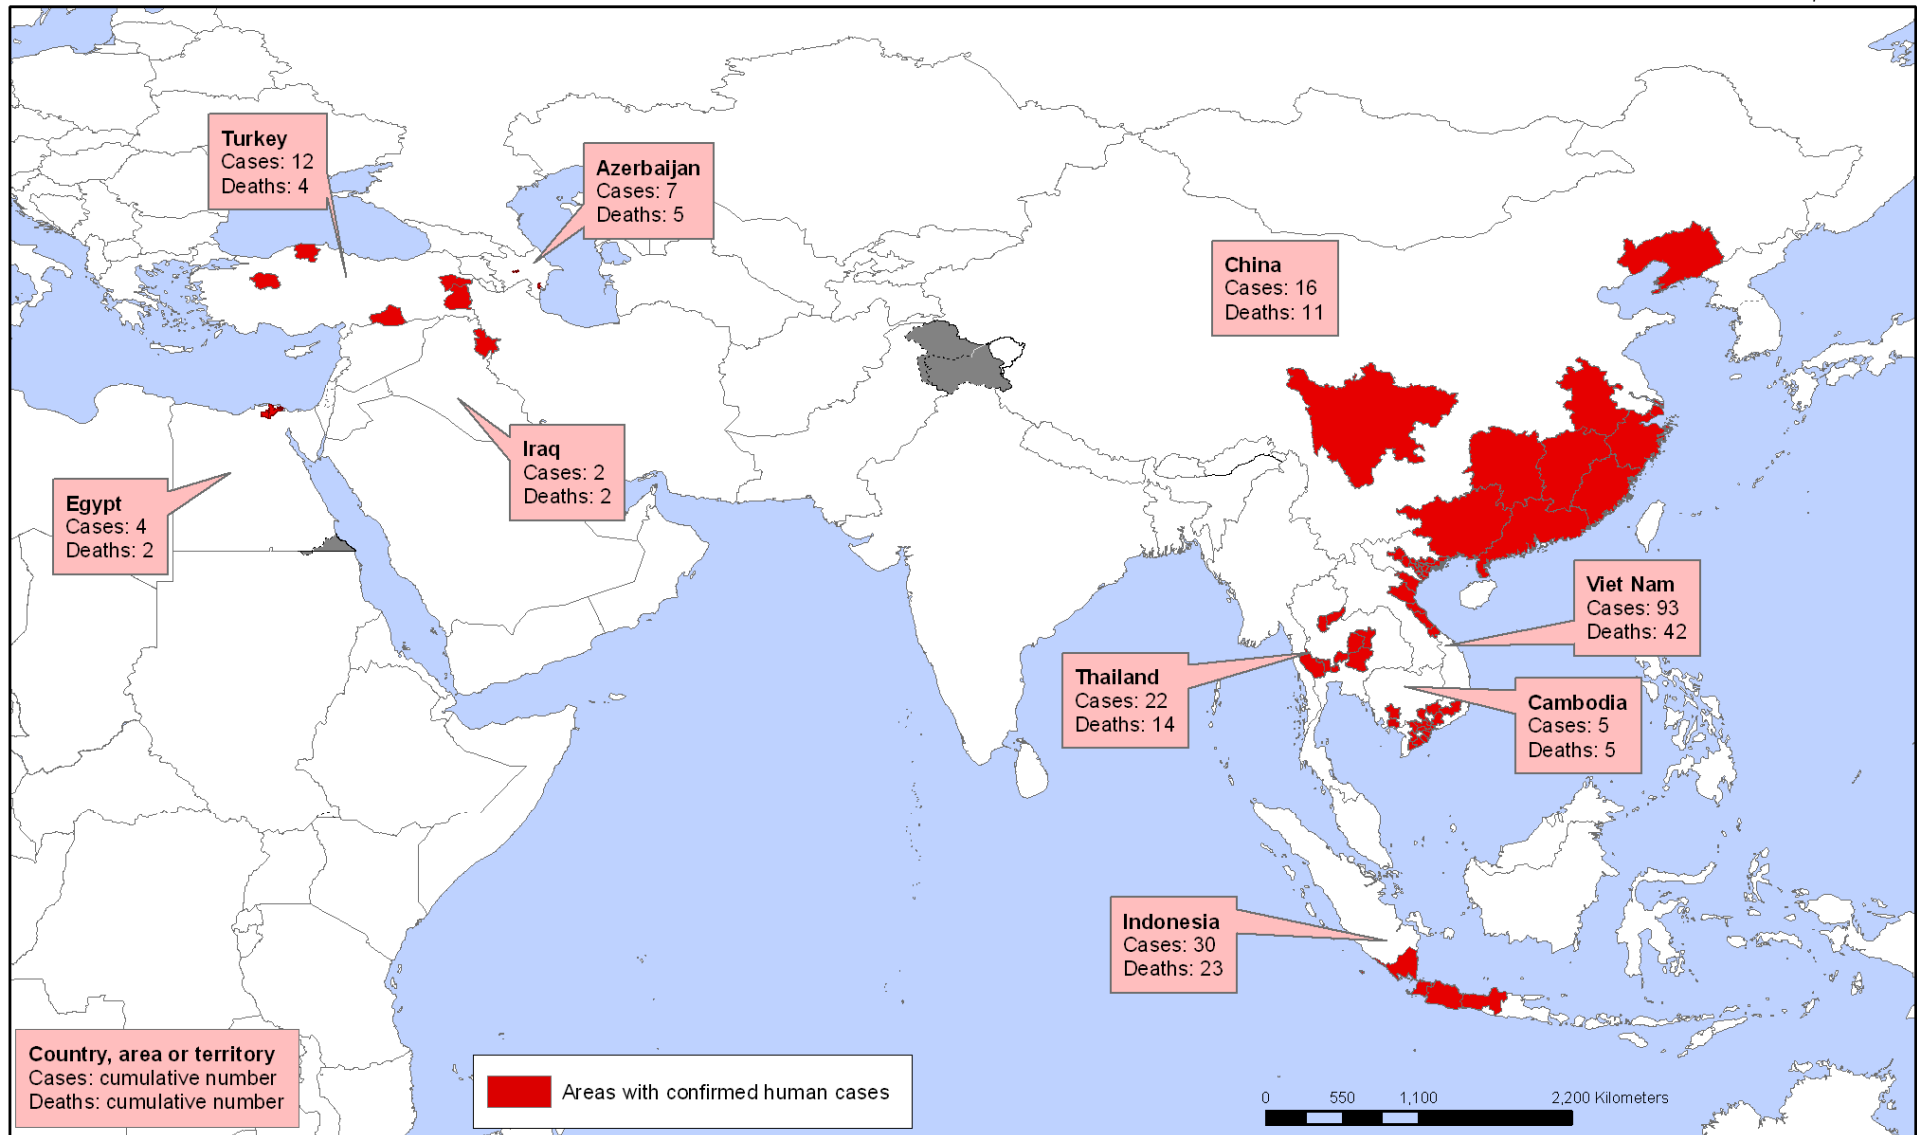 Turkey
Cases: 12
Deaths: 4
Azerbaijan
Cases: 7
Deaths: 5
China
Cases: 16
Deaths: 11
Iraq
Cases: 2
Deaths: 2
Egypt
Cases: 4
Deaths: 2
Viet Nam
Cases: 93
Deaths: 42
Thailand
Cases: 22
Deaths: 14
Cambodia
Cases: 5
Deaths: 5
Indonesia
Cases: 30
Deaths: 23
Country, area or territory
Cases: cumulative number
Deaths: cumulative number
Areas with confirmed human cases
0 550 1,100 2,200 Kilometers